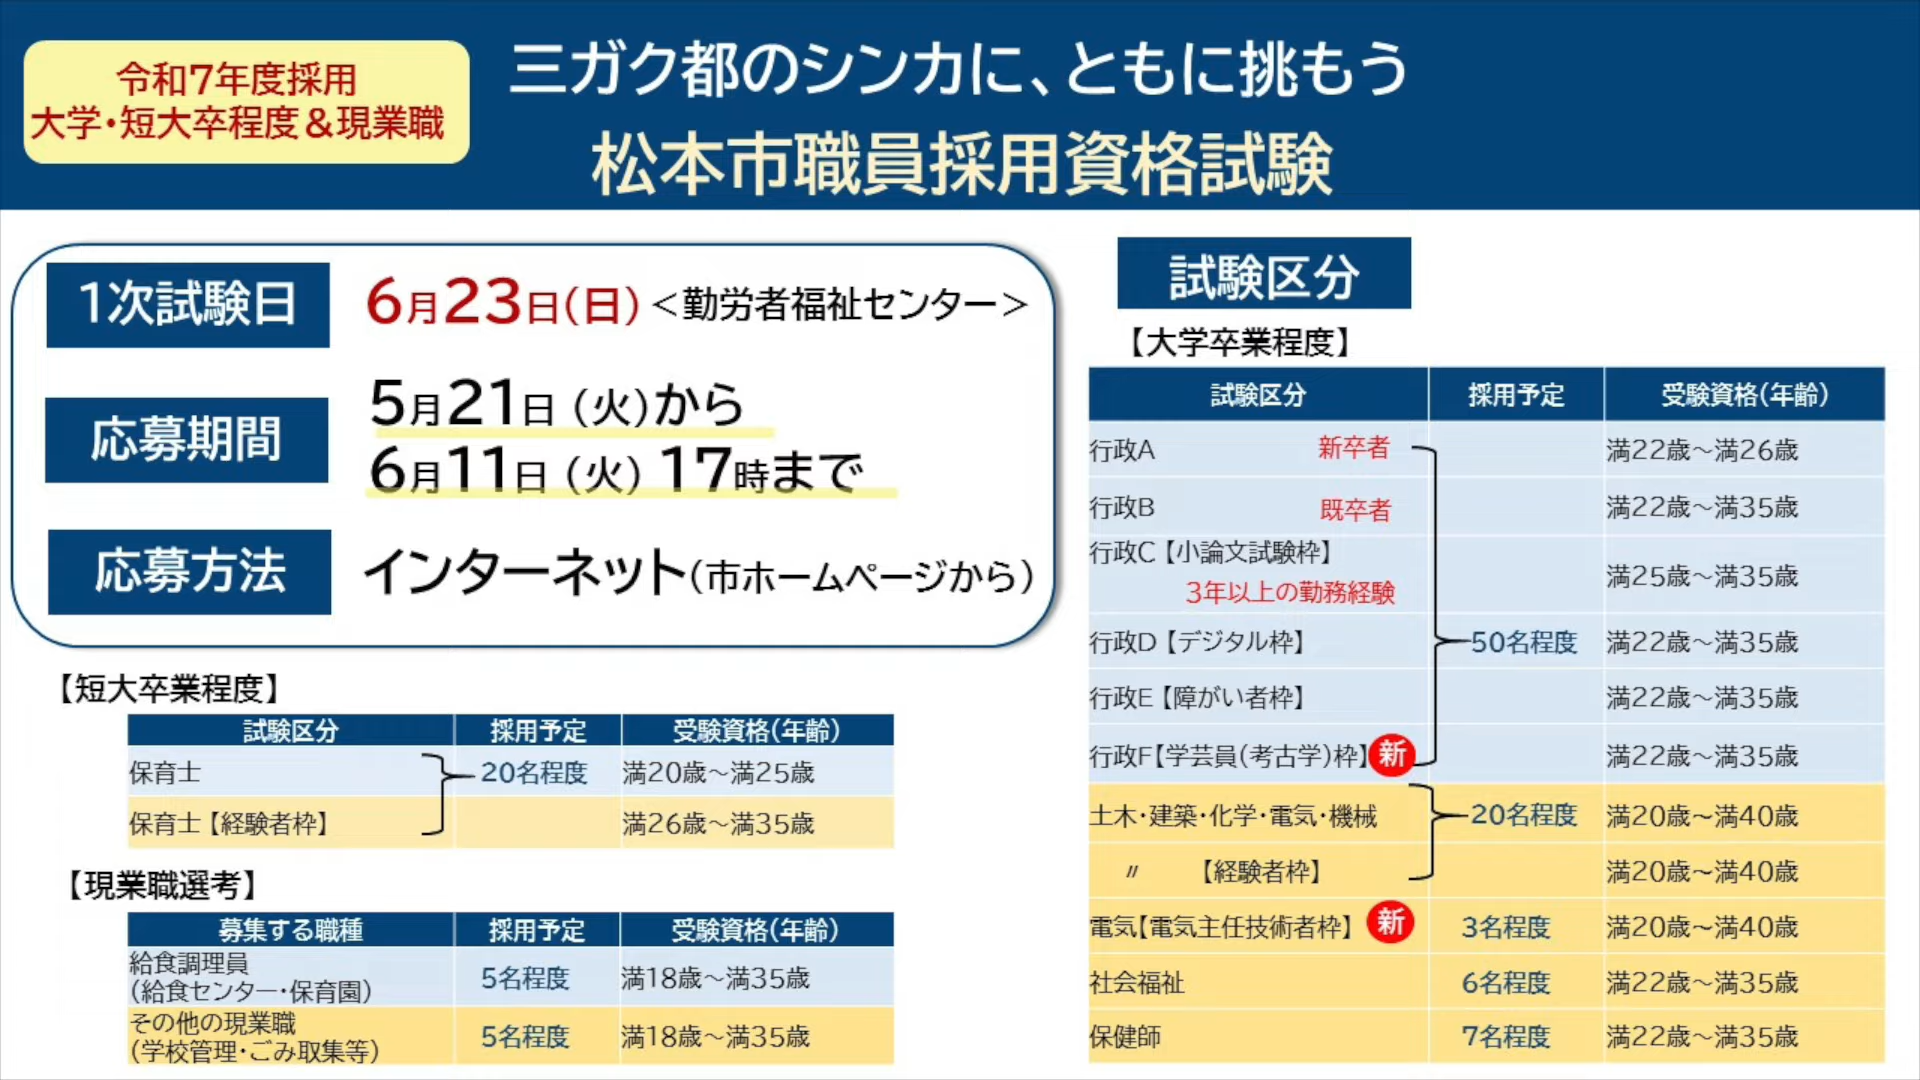 令和7年度採用
大学・短大卒程度＆現業職
三ガク都のシンカに、ともに挑もう
松本市職員採用資格試験
1次試験日
6月23日(日) ＜勤労者福祉センター＞
応募期間
5月21日 (火)から
6月11日 (火) 17時まで
応募方法
インターネット(市ホームページから)
【短大卒業程度】
試験区分 採用予定 受験資格(年齢)
保育士 20名程度 満20歳～満25歳
保育士【経験者枠】 満26歳～満35歳
【現業職選考】
募集する職種 採用予定 受験資格(年齢)
給食調理員
(給食センター・保育園) 5名程度 満18歳～満35歳
その他の現業職
(学校管理・ごみ収集等) 5名程度 満18歳～満35歳
試験区分
【大学卒業程度】
試験区分 採用予定 受験資格(年齢)
行政A 新卒者 満22歳～満26歳
行政B 既卒者 満22歳～満35歳
行政C【小論文試験枠】
3年以上の勤務経験 満25歳～満35歳
行政D【デジタル枠】 50名程度 満22歳～満35歳
行政E【障がい者枠】 満22歳～満35歳
行政F【学芸員(考古学)枠】 新 満22歳～満35歳
土木・建築・化学・電気・機械 20名程度 満20歳～満40歳
〃 【経験者枠】 満20歳～満40歳
電気【電気主任技術者枠】 新 3名程度 満20歳～満40歳
社会福祉 6名程度 満22歳～満35歳
保健師 7名程度 満22歳～満35歳